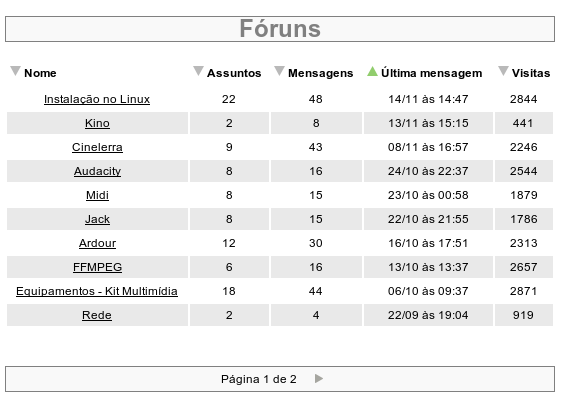 Fóruns
Nome Assuntos Mensagens Última mensagem Visitas
Instalação no Linux 22 48 14/11 às 14:47 2844
Kino 2 8 13/11 às 15:15 441
Cinelerra 9 43 08/11 às 16:57 2246
Audacity 8 16 24/10 às 22:37 2544
Midi 8 15 23/10 às 00:58 1879
Jack 8 15 22/10 às 21:55 1786
Ardour 12 30 16/10 às 17:51 2313
FFMPEG 6 16 13/10 às 13:37 2657
Equipamentos - Kit Multimídia 18 44 06/10 às 09:37 2871
Rede 2 4 22/09 às 19:04 919
Página 1 de 2